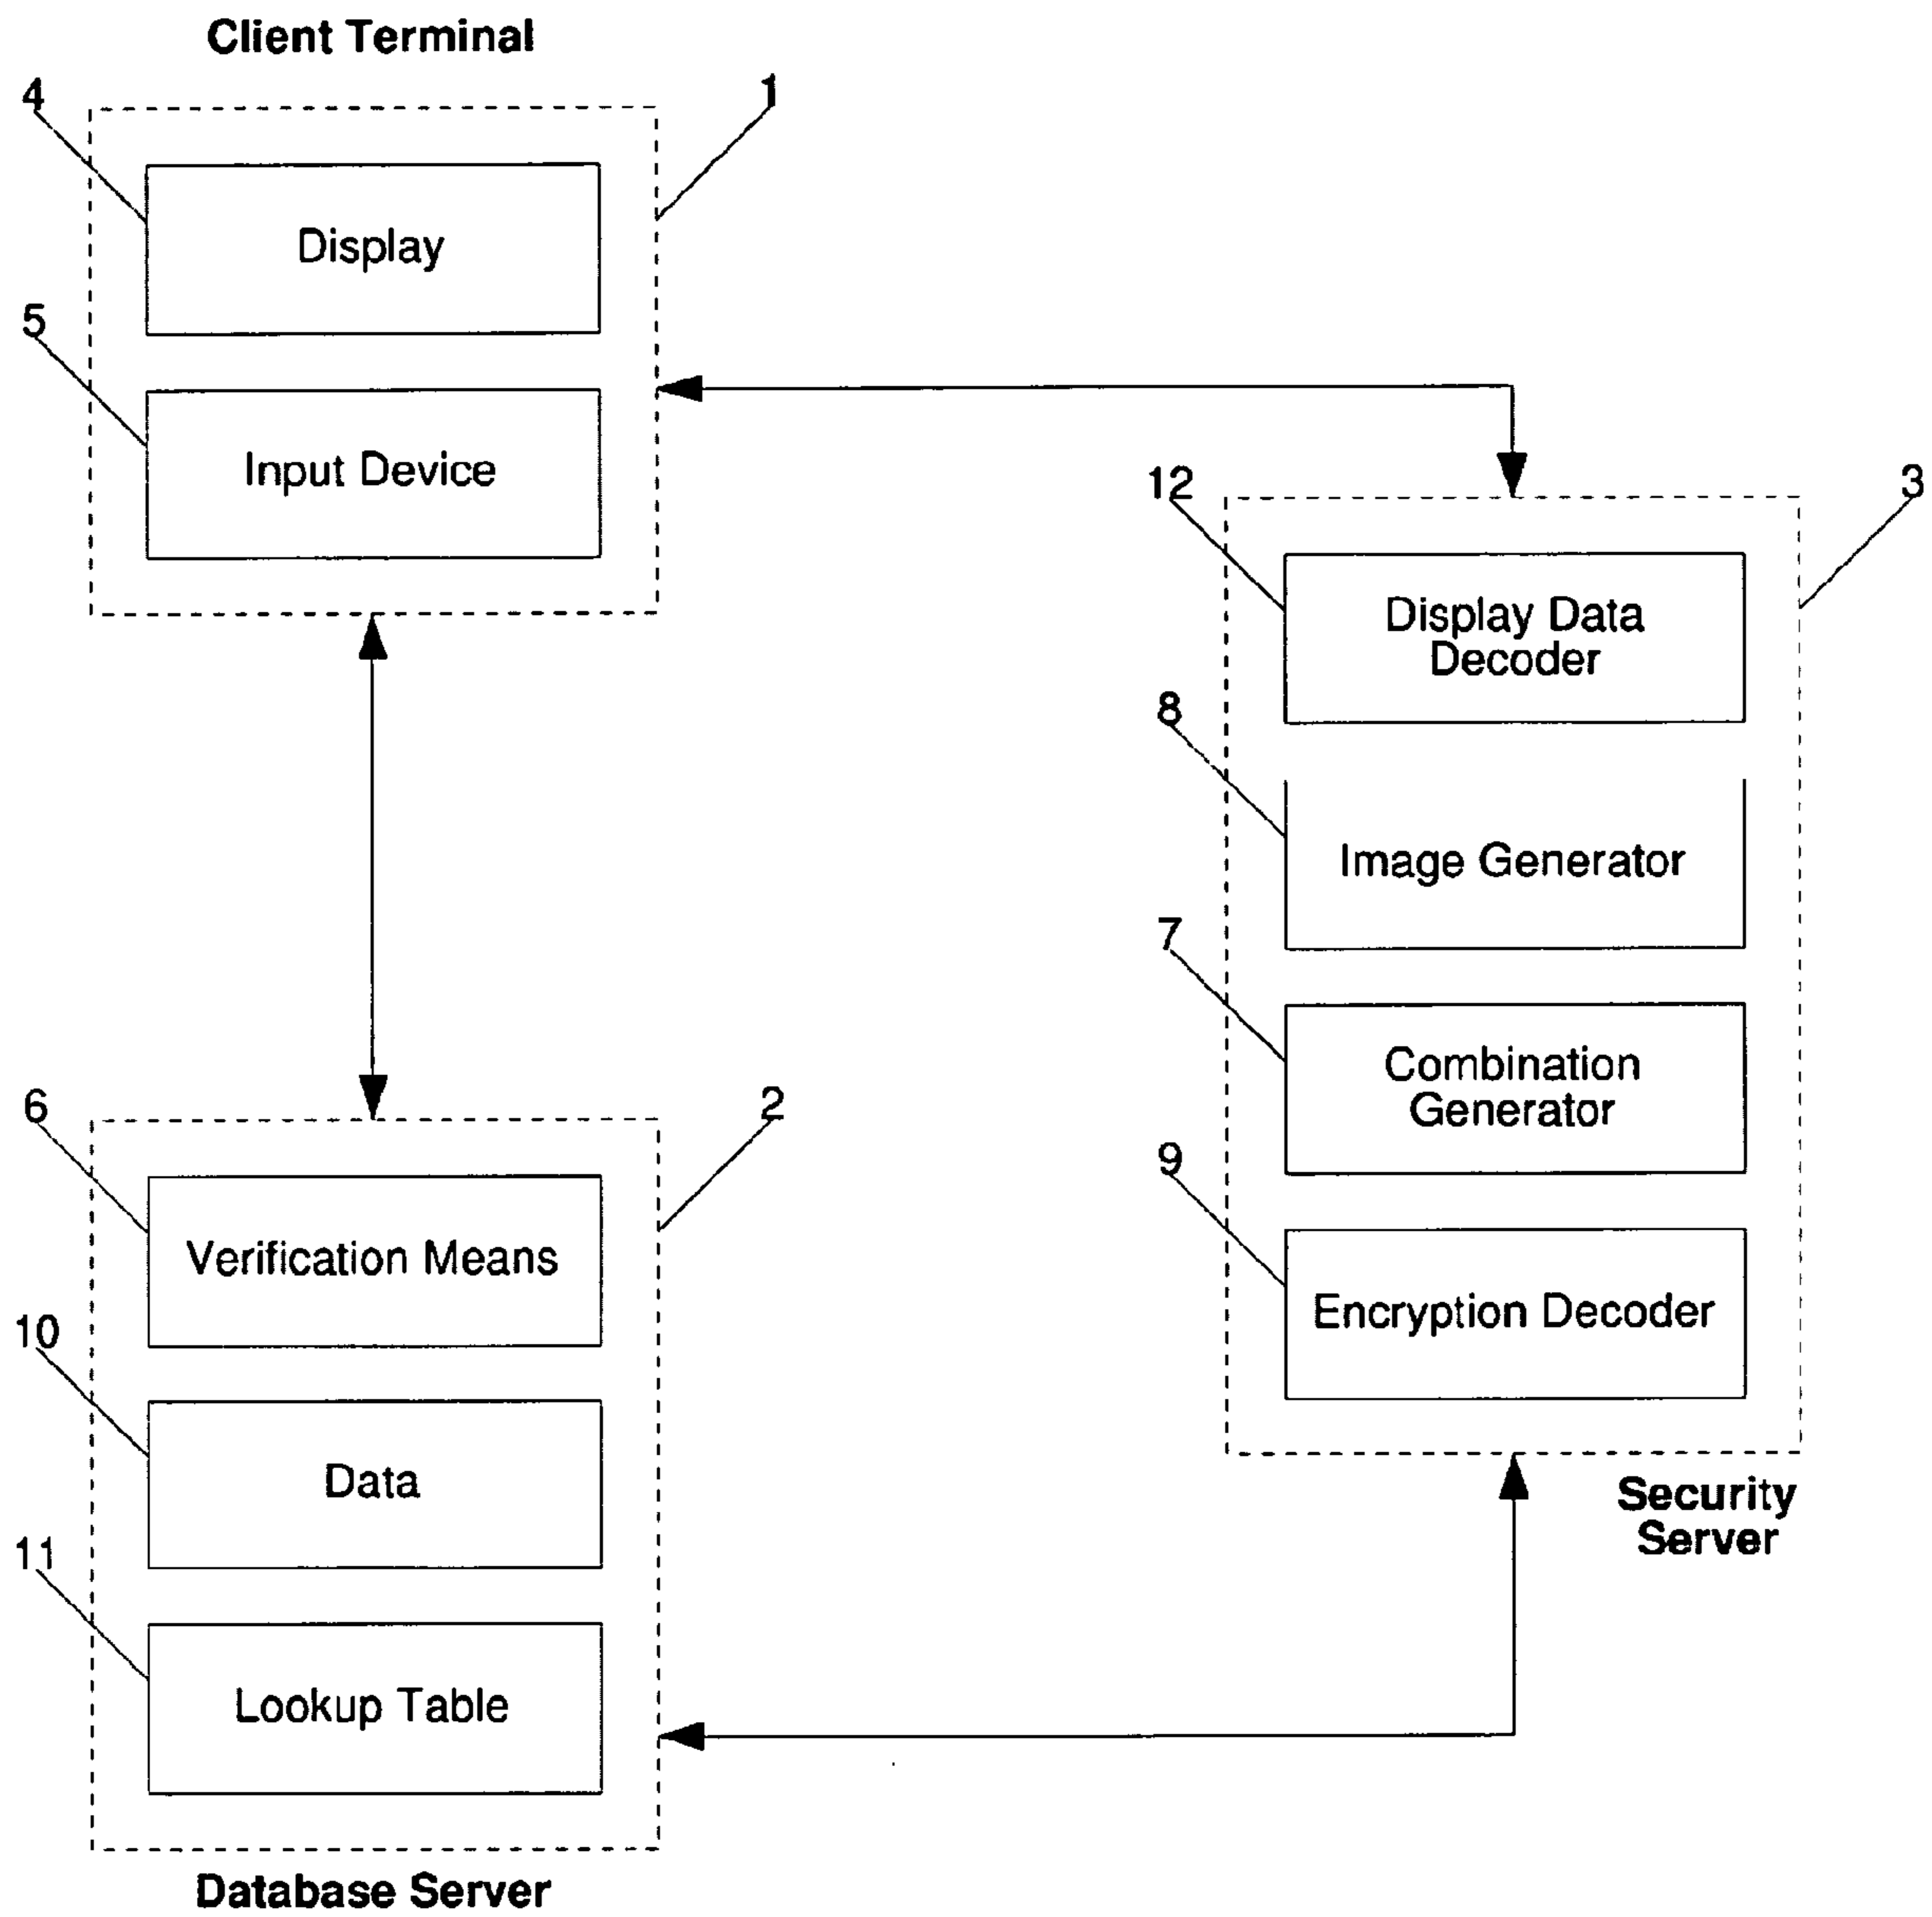 Client Terminal
4
1
Display
5
Input Device
12
3
Display Data
Decoder
8
Image Generator
7
Combination
Generator
9
Encryption Decoder
Security
Server
6
2
Verification Means
10
Data
11
Lookup Table
Database Server